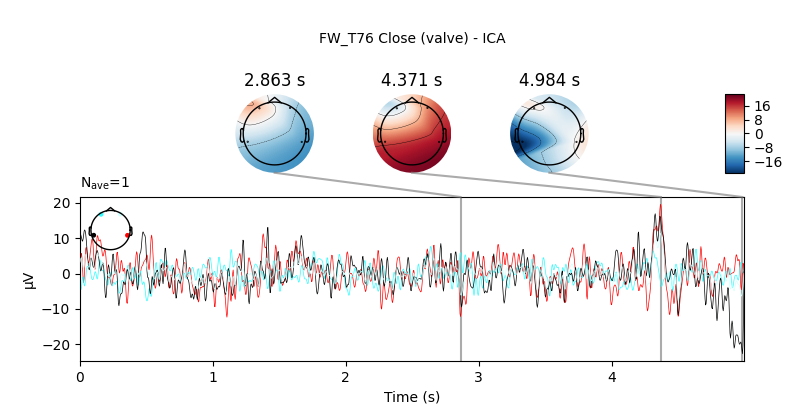 FW_T76 Close (valve) - ICA
2.863 s 4.371 s 4.984 s
16
8
0
−8
−16
Nave=1
20
10
0
−10
−20
µV
0 1 2 3 4
Time (s)